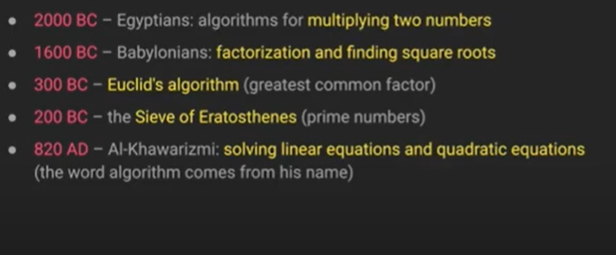 • 2000 BC – Egyptians: algorithms for multiplying two numbers
• 1600 BC – Babylonians: factorization and finding square roots
• 300 BC – Euclid's algorithm (greatest common factor)
• 200 BC – the Sieve of Eratosthenes (prime numbers)
• 820 AD – Al-Khawarizmi: solving linear equations and quadratic equations
(the word algorithm comes from his name)